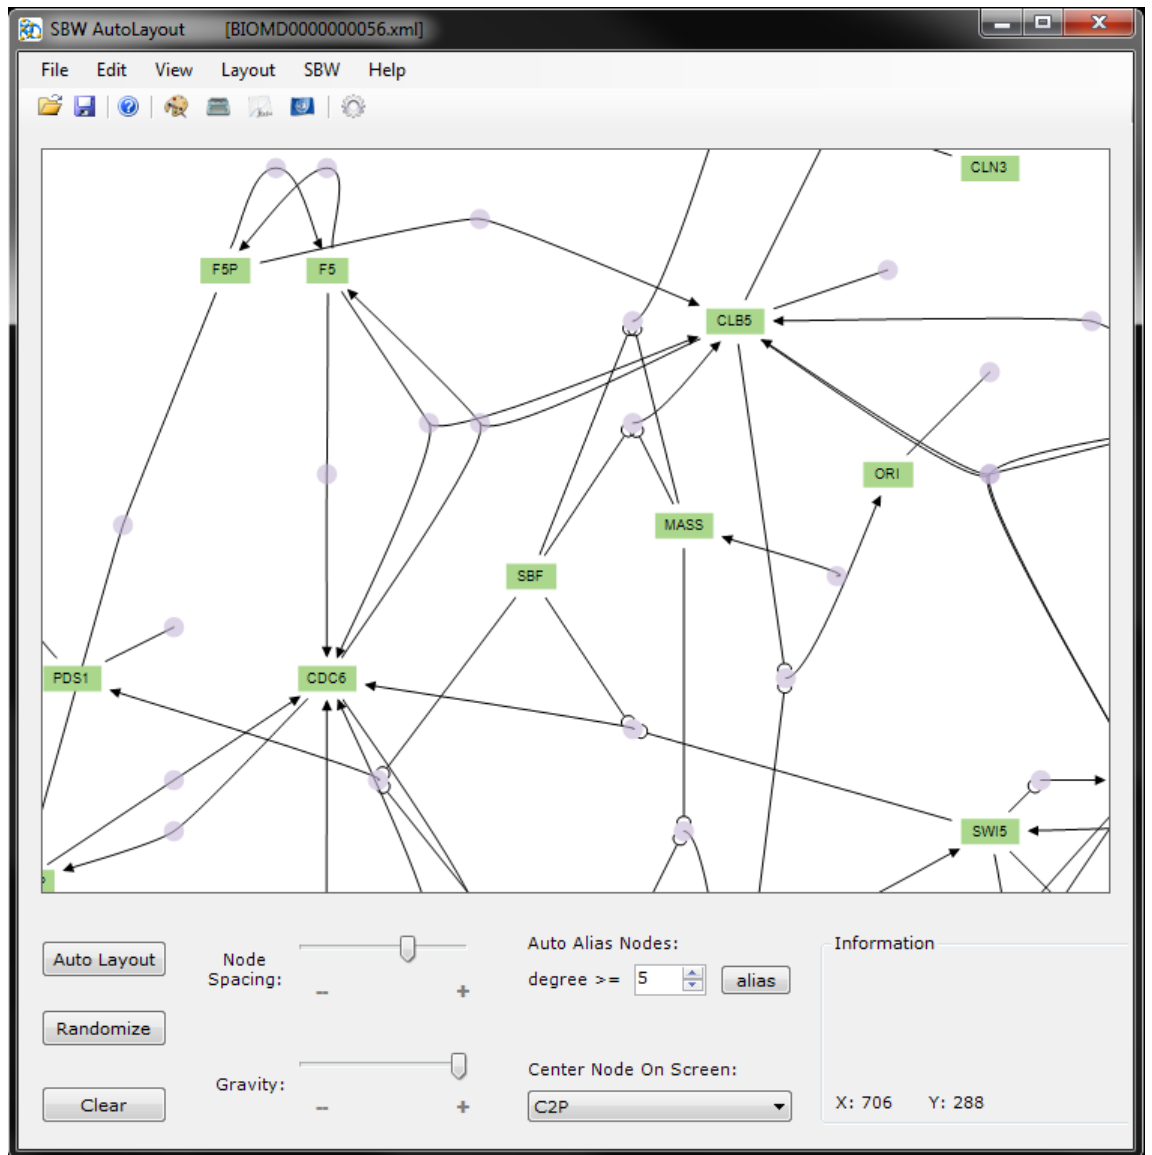 SBW AutoLayout [BIOMD0000000056.xml]
File Edit View Layout SBW Help
CLN3
F5P F5
CLB5
ORI
MASS
SBF
PDS1 CDC6
SWI5
Auto Layout
Randomize
Clear
Node
Spacing:
− +
Gravity:
− +
Auto Alias Nodes:
degree >= 5 alias
Center Node On Screen:
C2P
Information
X: 706 Y: 288